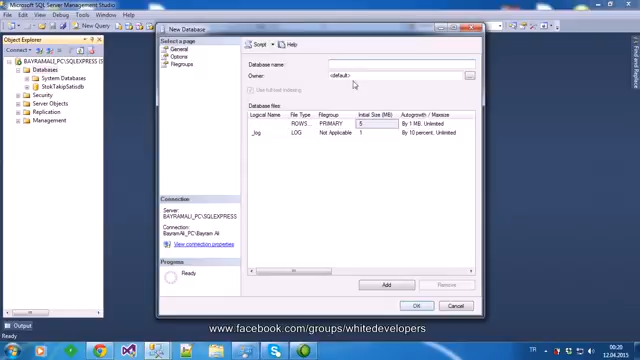 Microsoft SQL Server Management Studio
File Edit View Debug Tools Window Help
New Query
Object Explorer
Connect
BAYRAMALI_PC\SQLEXPRESS
Databases
System Databases
StokTakipSatisdb
Security
Server Objects
Replication
Management
New Database
Select a page
General
Options
Filegroups
Script Help
Database name:
Owner: <default> ...
Use full-text indexing
Database files:
Logical Name File Type Filegroup Initial Size (MB) Autogrowth / Maxsize
ROWS... PRIMARY 5 By 1 MB, Unlimited
_log LOG Not Applicable 1 By 10 percent, Unlimited
Connection
Server:
BAYRAMALI_PC\SQLEXPRESS
Connection:
BayramAli_PC\Bayram Ali
View connection properties
Progress
Ready
Add Remove
OK Cancel
Find and Replace
Output
Ready
www.facebook.com/groups/whitedevelopers
TR
00:20
12.04.2015